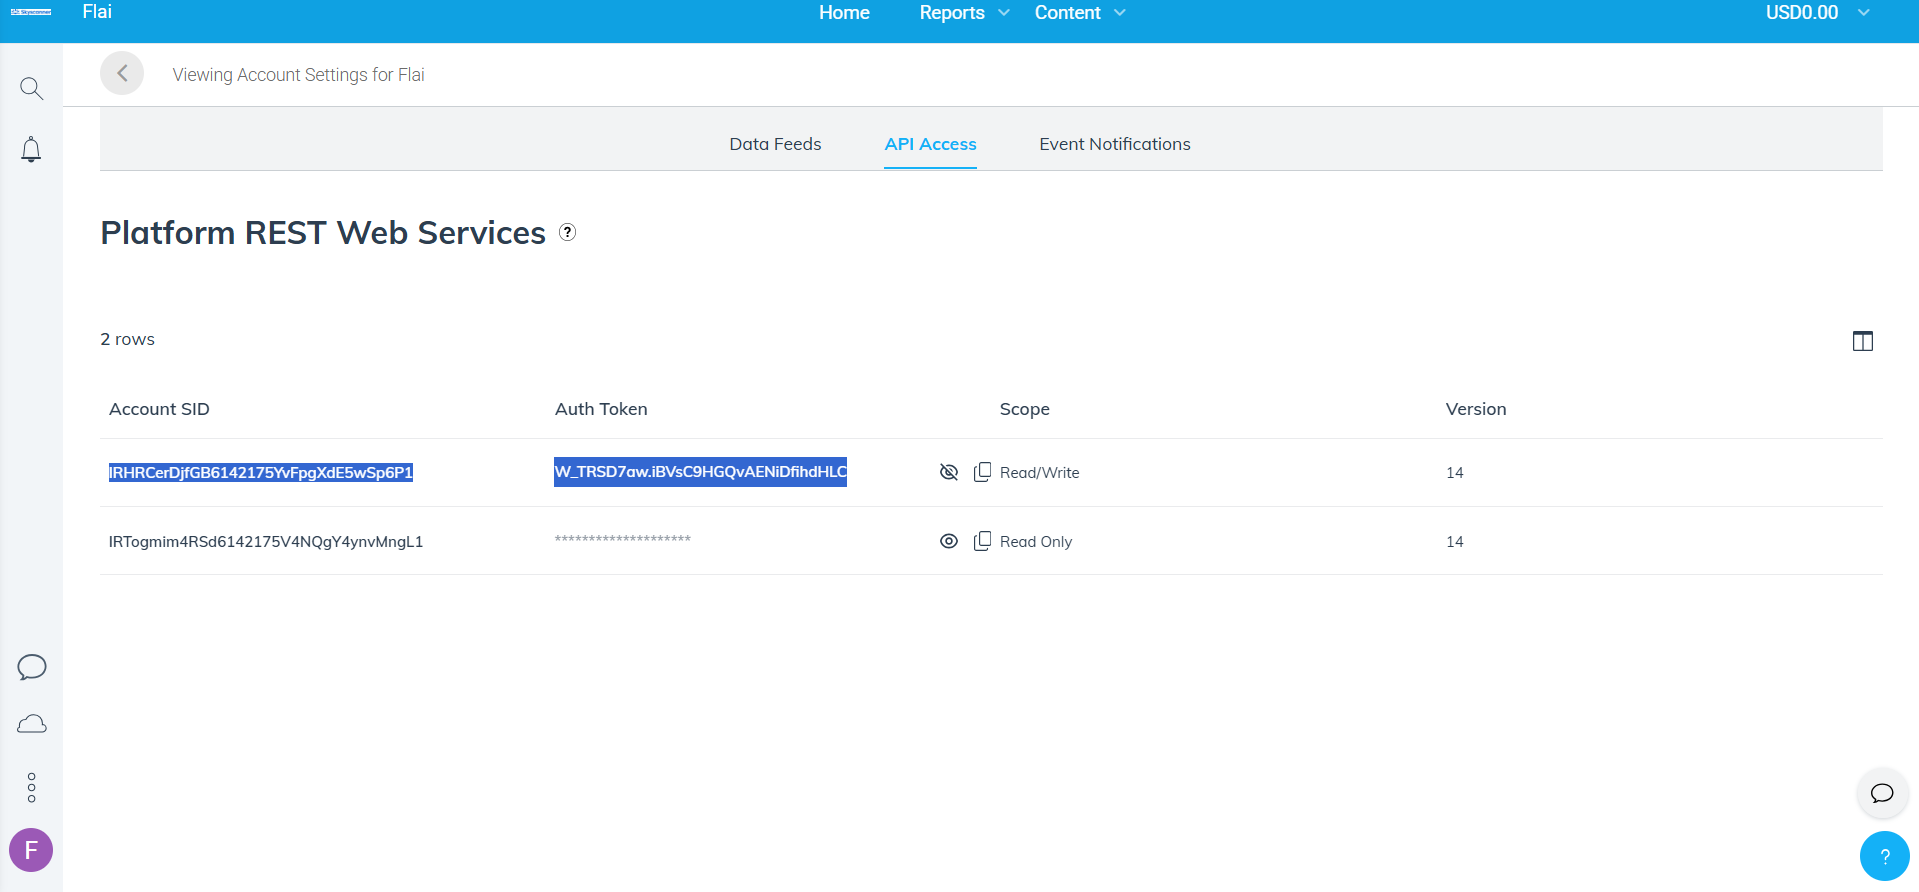 Skyscanner Flai Home Reports Content USD0.00
Viewing Account Settings for Flai
Data Feeds API Access Event Notifications
Platform REST Web Services ?
2 rows
Account SID Auth Token Scope Version
IRHRCerDjfGB6142175YvFpgXdE5wSp6P1 W_TRSD7aw.iBVsC9HGQvAENiDfihdHLC Read/Write 14
IRTogmim4RSd6142175V4NQgY4ynvMngL1 ******************** Read Only 14
F
?